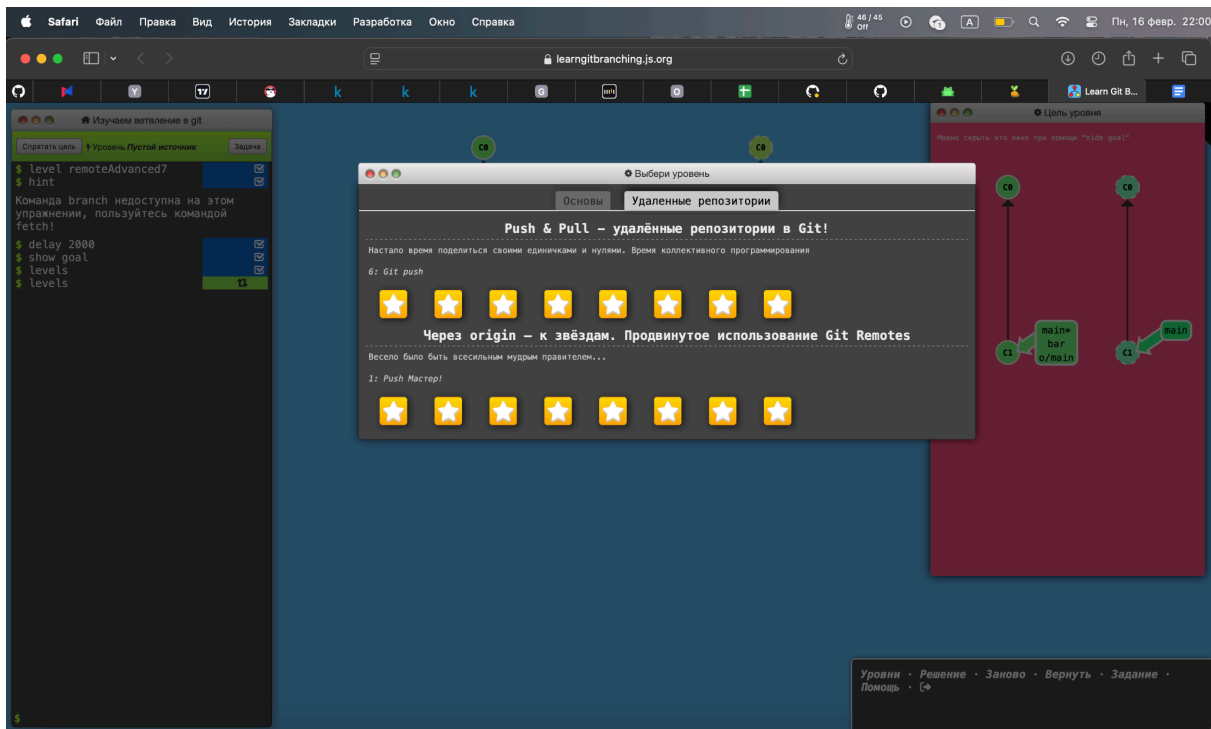 Safari Файл Правка Вид История Закладки Разработка Окно Справка
46 / 45
Off
A
Пн, 16 февр. 22:00
learngitbranching.js.org
Y
17
k
k
k
G
O
Learn Git B...
Изучаем ветвление в git
Спрятать цель
Уровень Пустой источник
Задача
$ level remoteAdvanced7
$ hint
Команда branch недоступна на этом
упражнении, пользуйтесь командой
fetch!
$ delay 2000
$ show goal
$ levels
$ levels
$
C0
C0
Выбери уровень
Основы
Удаленные репозитории
Push & Pull – удалённые репозитории в Git!
Настало время поделиться своими единичками и нулями. Время коллективного программирования
6: Git push
Через origin – к звёздам. Продвинутое использование Git Remotes
Весело было быть всесильным мудрым правителем...
1: Push Мастер!
Цель уровня
Можно скрыть это окно при помощи "hide goal"
C0
C0
main*
bar
o/main
C1
main
C1
Уровни · Решение · Заново · Вернуть · Задание ·
Помощь ·